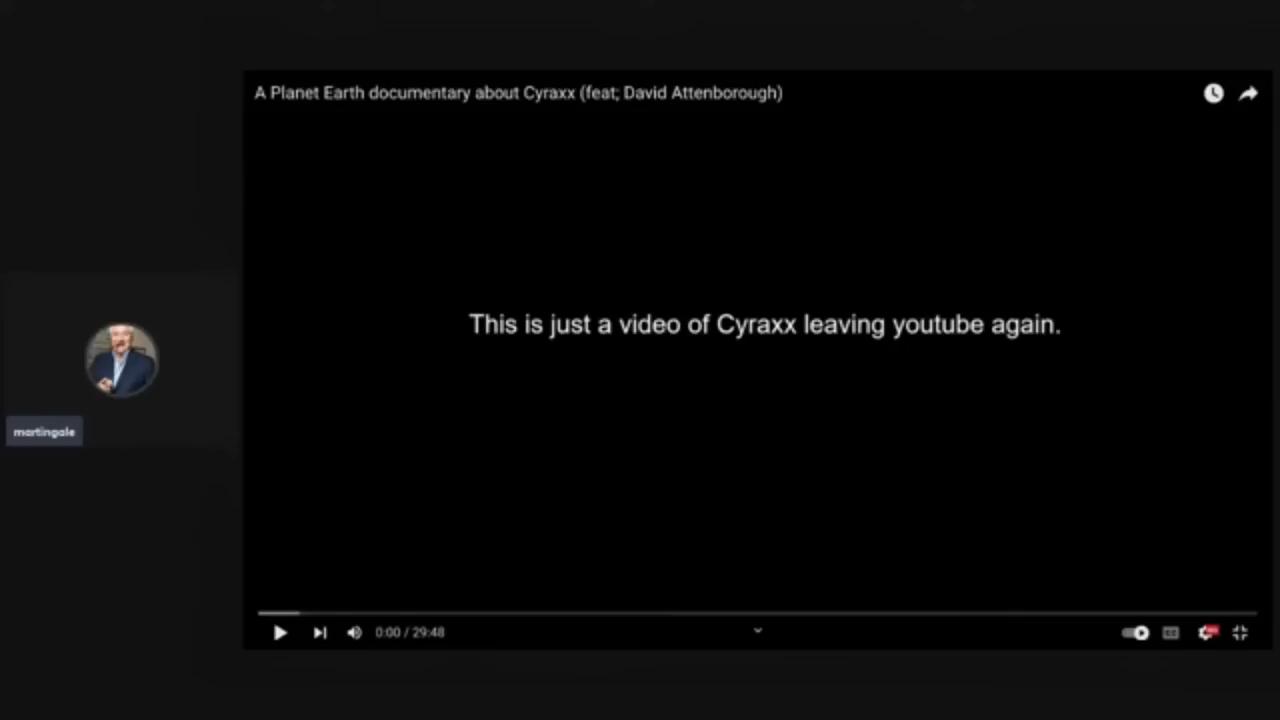 A Planet Earth documentary about Cyraxx (feat; David Attenborough)
This is just a video of Cyraxx leaving youtube again.
martingale
0:00 / 29:48